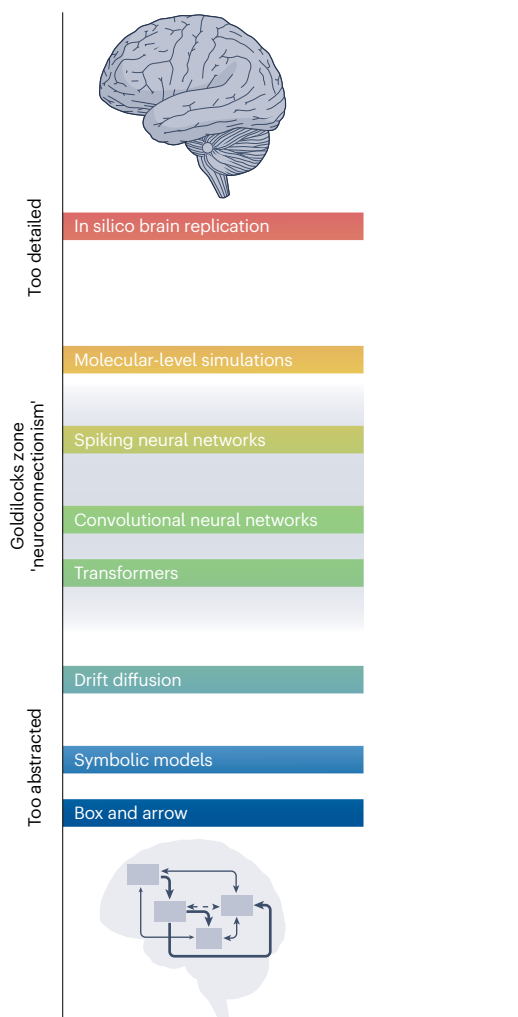 Too detailed
In silico brain replication
Molecular-level simulations
Goldilocks zone
'neuroconnectionism'
Spiking neural networks
Convolutional neural networks
Transformers
Drift diffusion
Too abstracted
Symbolic models
Box and arrow